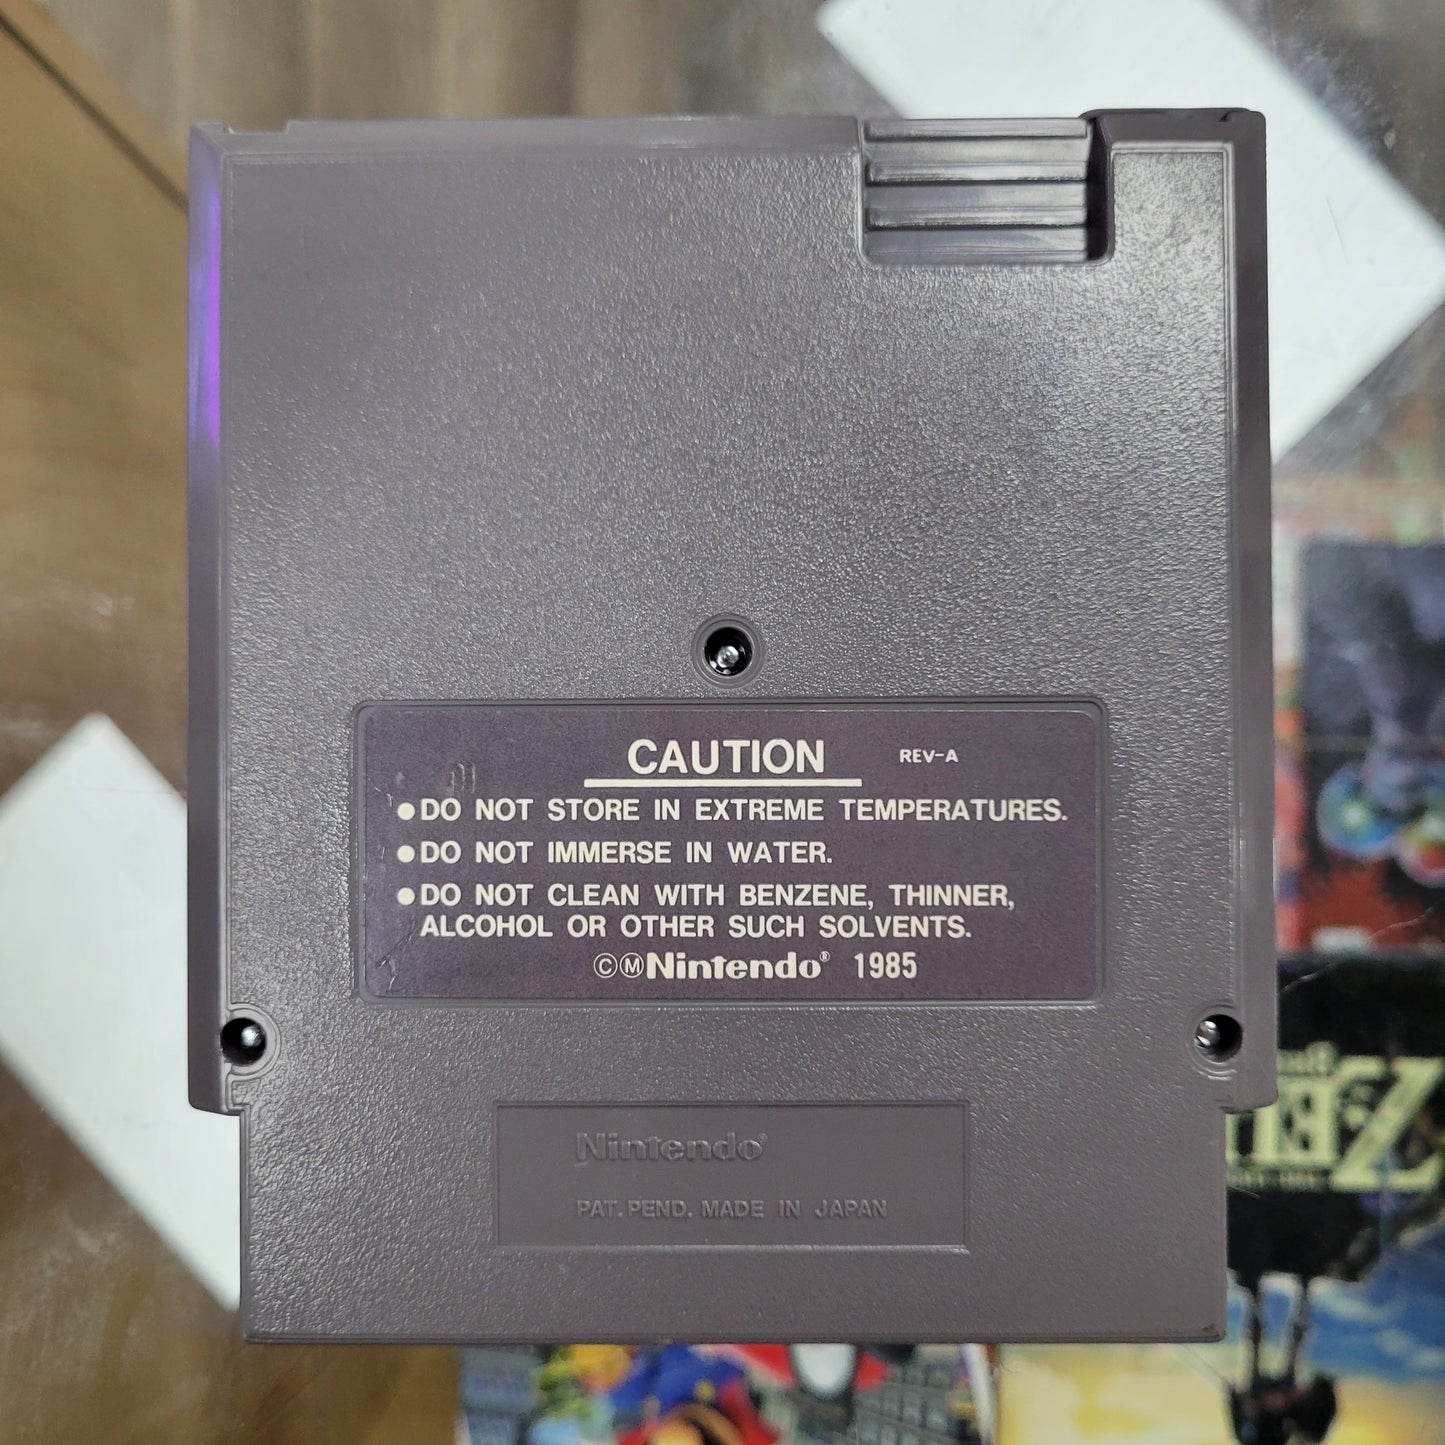 CAUTION REV-A
●DO NOT STORE IN EXTREME TEMPERATURES.
●DO NOT IMMERSE IN WATER.
●DO NOT CLEAN WITH BENZENE, THINNER,
ALCOHOL OR OTHER SUCH SOLVENTS.
ⒸⓂNintendo® 1985
Nintendo®
PAT. PEND. MADE IN JAPAN